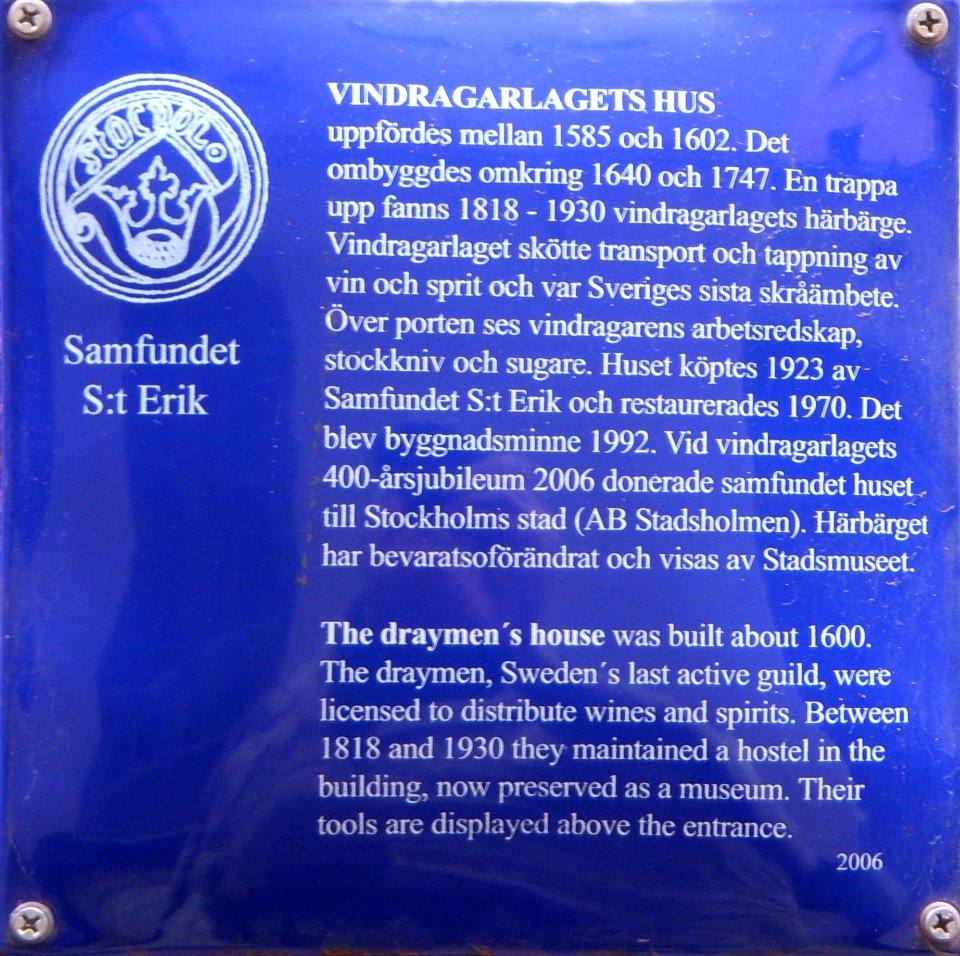 STOCHOLM
Samfundet
S:t Erik
VINDRAGARLAGETS HUS
uppfördes mellan 1585 och 1602. Det
ombyggdes omkring 1640 och 1747. En trappa
upp fanns 1818 - 1930 vindragarlagets härbärge.
Vindragarlaget skötte transport och tappning av
vin och sprit och var Sveriges sista skråämbete.
Över porten ses vindragarens arbetsredskap,
stockkniv och sugare. Huset köptes 1923 av
Samfundet S:t Erik och restaurerades 1970. Det
blev byggnadsminne 1992. Vid vindragarlagets
400-årsjubileum 2006 donerade samfundet huset
till Stockholms stad (AB Stadsholmen). Härbärget
har bevaratsoförändrat och visas av Stadsmuseet.
The draymen´s house was built about 1600.
The draymen, Sweden´s last active guild, were
licensed to distribute wines and spirits. Between
1818 and 1930 they maintained a hostel in the
building, now preserved as a museum. Their
tools are displayed above the entrance.
2006